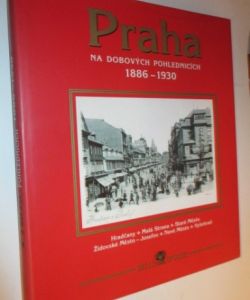 Praha
NA DOBOVÝCH POHLEDNICÍCH
1886 – 1930
Hradčany • Malá Strana • Staré Město
Židovské Město – Josefov • Nové Město • Vyšehrad